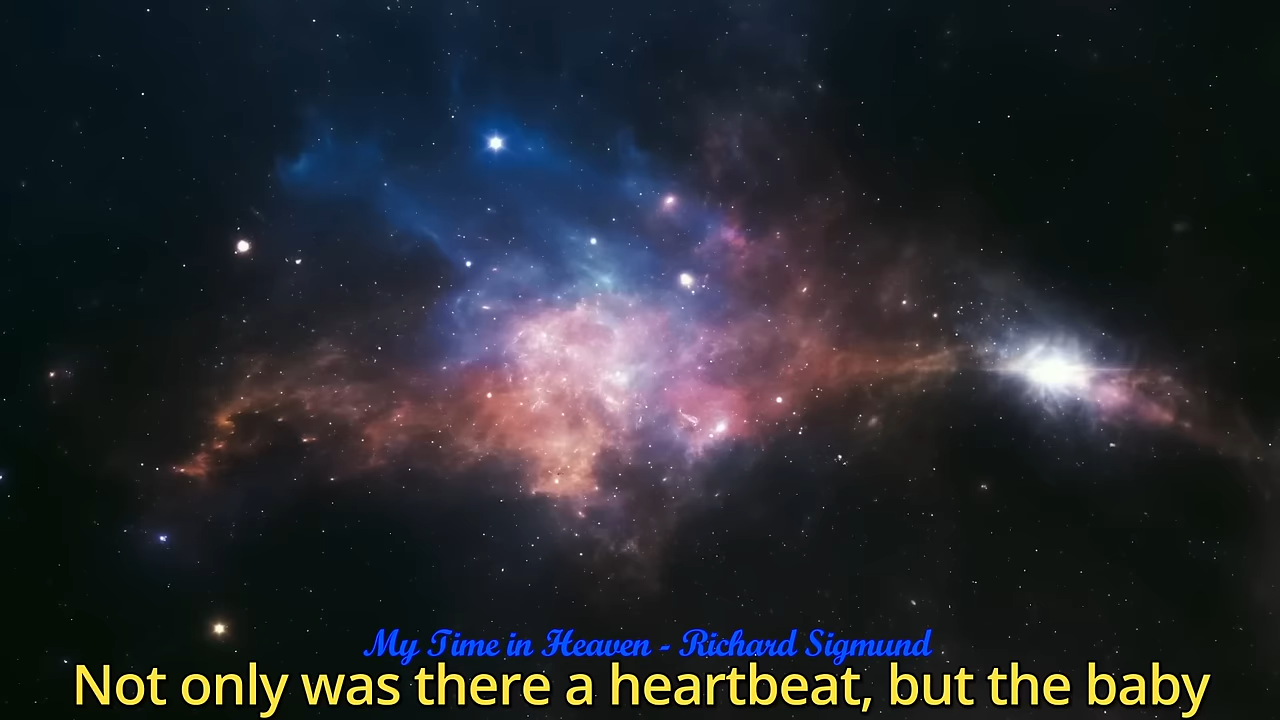 My Time in Heaven - Richard Sigmund
Not only was there a heartbeat, but the baby